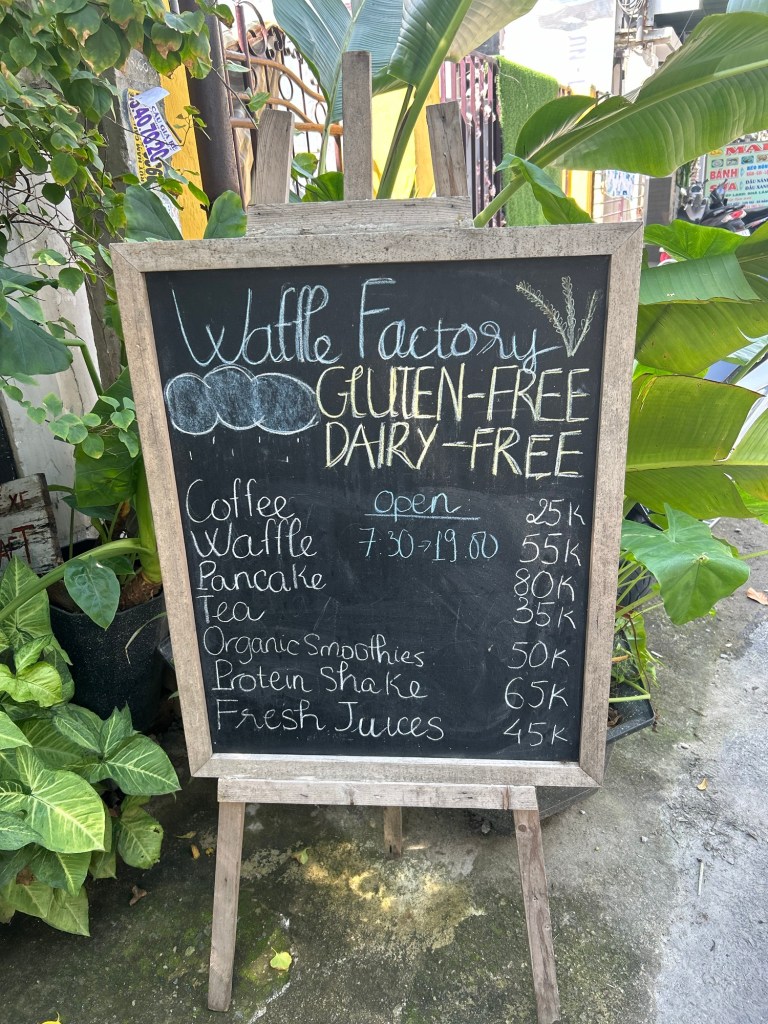 Waffle Factory
GLUTEN-FREE
DAIRY-FREE
open
7:30→19.00
Coffee 25K
Waffle 55K
Pancake 80K
Tea 35K
Organic Smoothies 50K
Protein Shake 65K
Fresh Juices 45K
BÁNH